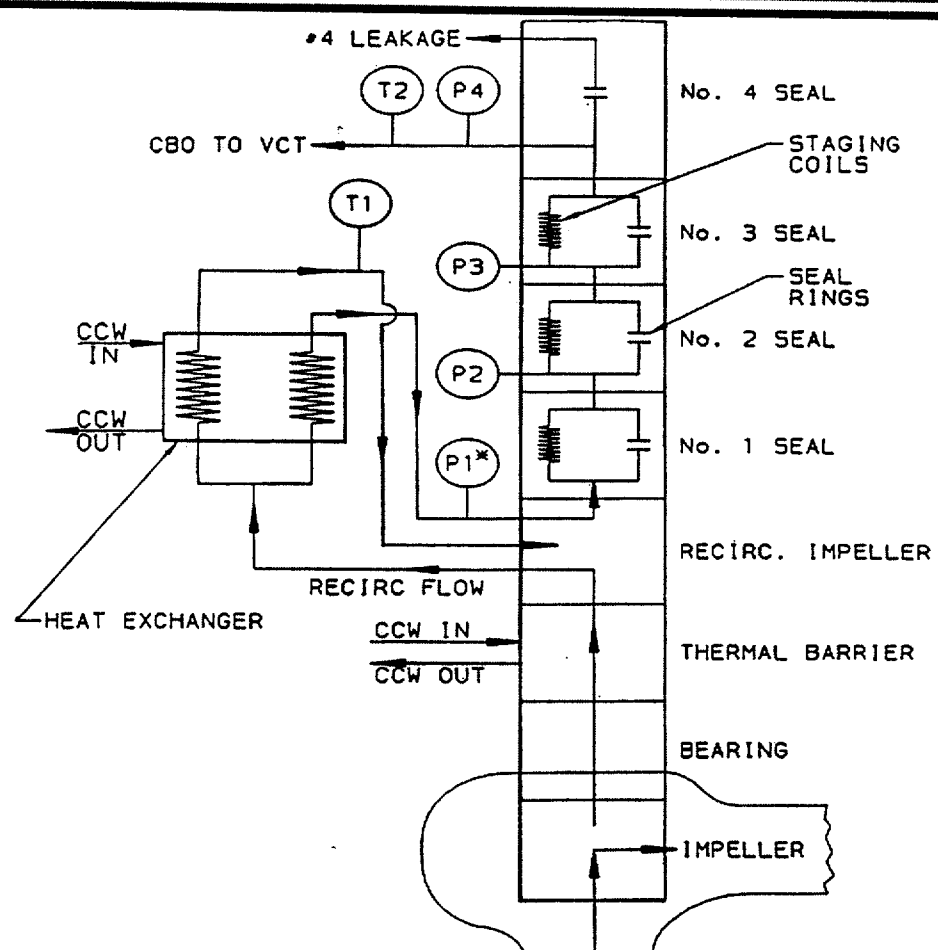 #4 LEAKAGE
T2
P4
No. 4 SEAL
CBO TO VCT
STAGING
COILS
T1
No. 3 SEAL
P3
SEAL
RINGS
CCW
IN
No. 2 SEAL
P2
CCW
OUT
No. 1 SEAL
P1*
RECIRC. IMPELLER
RECIRC FLOW
HEAT EXCHANGER
CCW IN
THERMAL BARRIER
CCW OUT
BEARING
IMPELLER